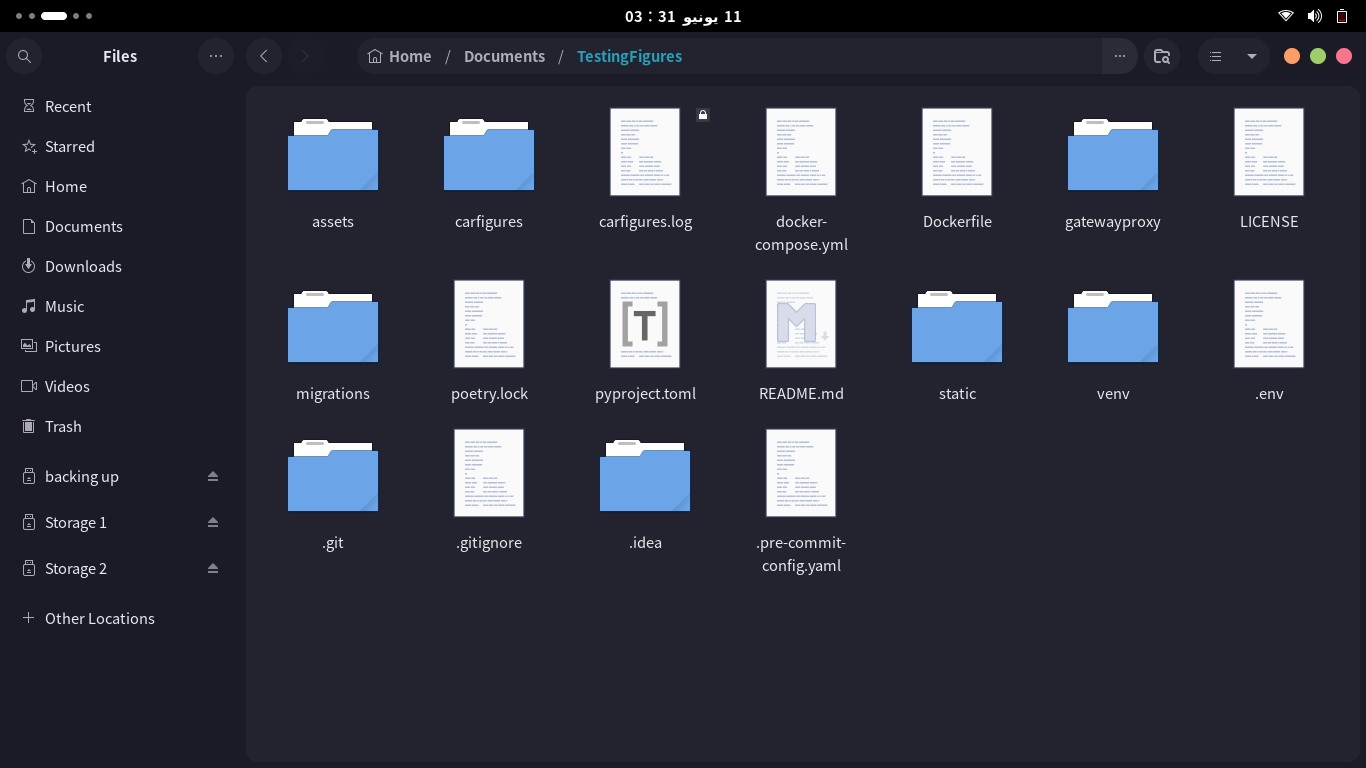 11 يونيو 31 : 03
Files
Home / Documents / TestingFigures
Recent
Starred
Home
Documents
Downloads
Music
Pictures
Videos
Trash
backing up
Storage 1
Storage 2
Other Locations
assets
carfigures
carfigures.log
docker-
compose.yml
Dockerfile
gatewayproxy
LICENSE
migrations
poetry.lock
pyproject.toml
README.md
static
venv
.env
.git
.gitignore
.idea
.pre-commit-
config.yaml